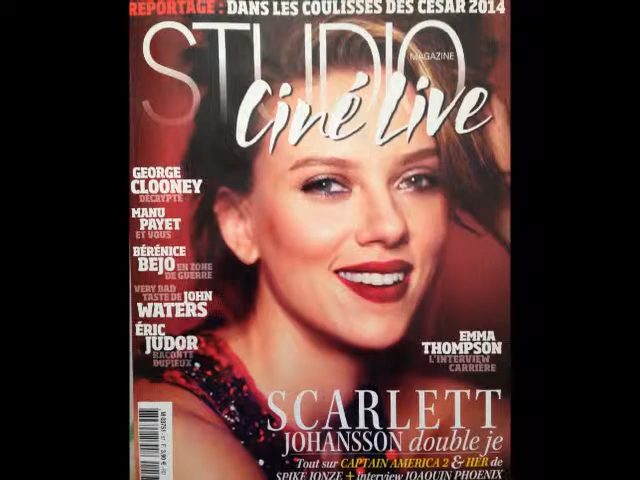 REPORTAGE : DANS LES COULISSES DES CÉSAR 2014
STUDIO
MAGAZINE
Ciné Live
GEORGE
CLOONEY
DÉCRYPTÉ
MANU
PAYET
ET VOUS
BÉRÉNICE
BEJO EN ZONE
DE GUERRE
VERY BAD
TASTE DE JOHN
WATERS
ÉRIC
JUDOR
RACONTE
DUPIEUX
EMMA
THOMPSON
L'INTERVIEW
CARRIÈRE
SCARLETT
JOHANSSON double je
Tout sur CAPTAIN AMERICA 2 & HER de
SPIKE JONZE + interview JOAQUIN PHOENIX